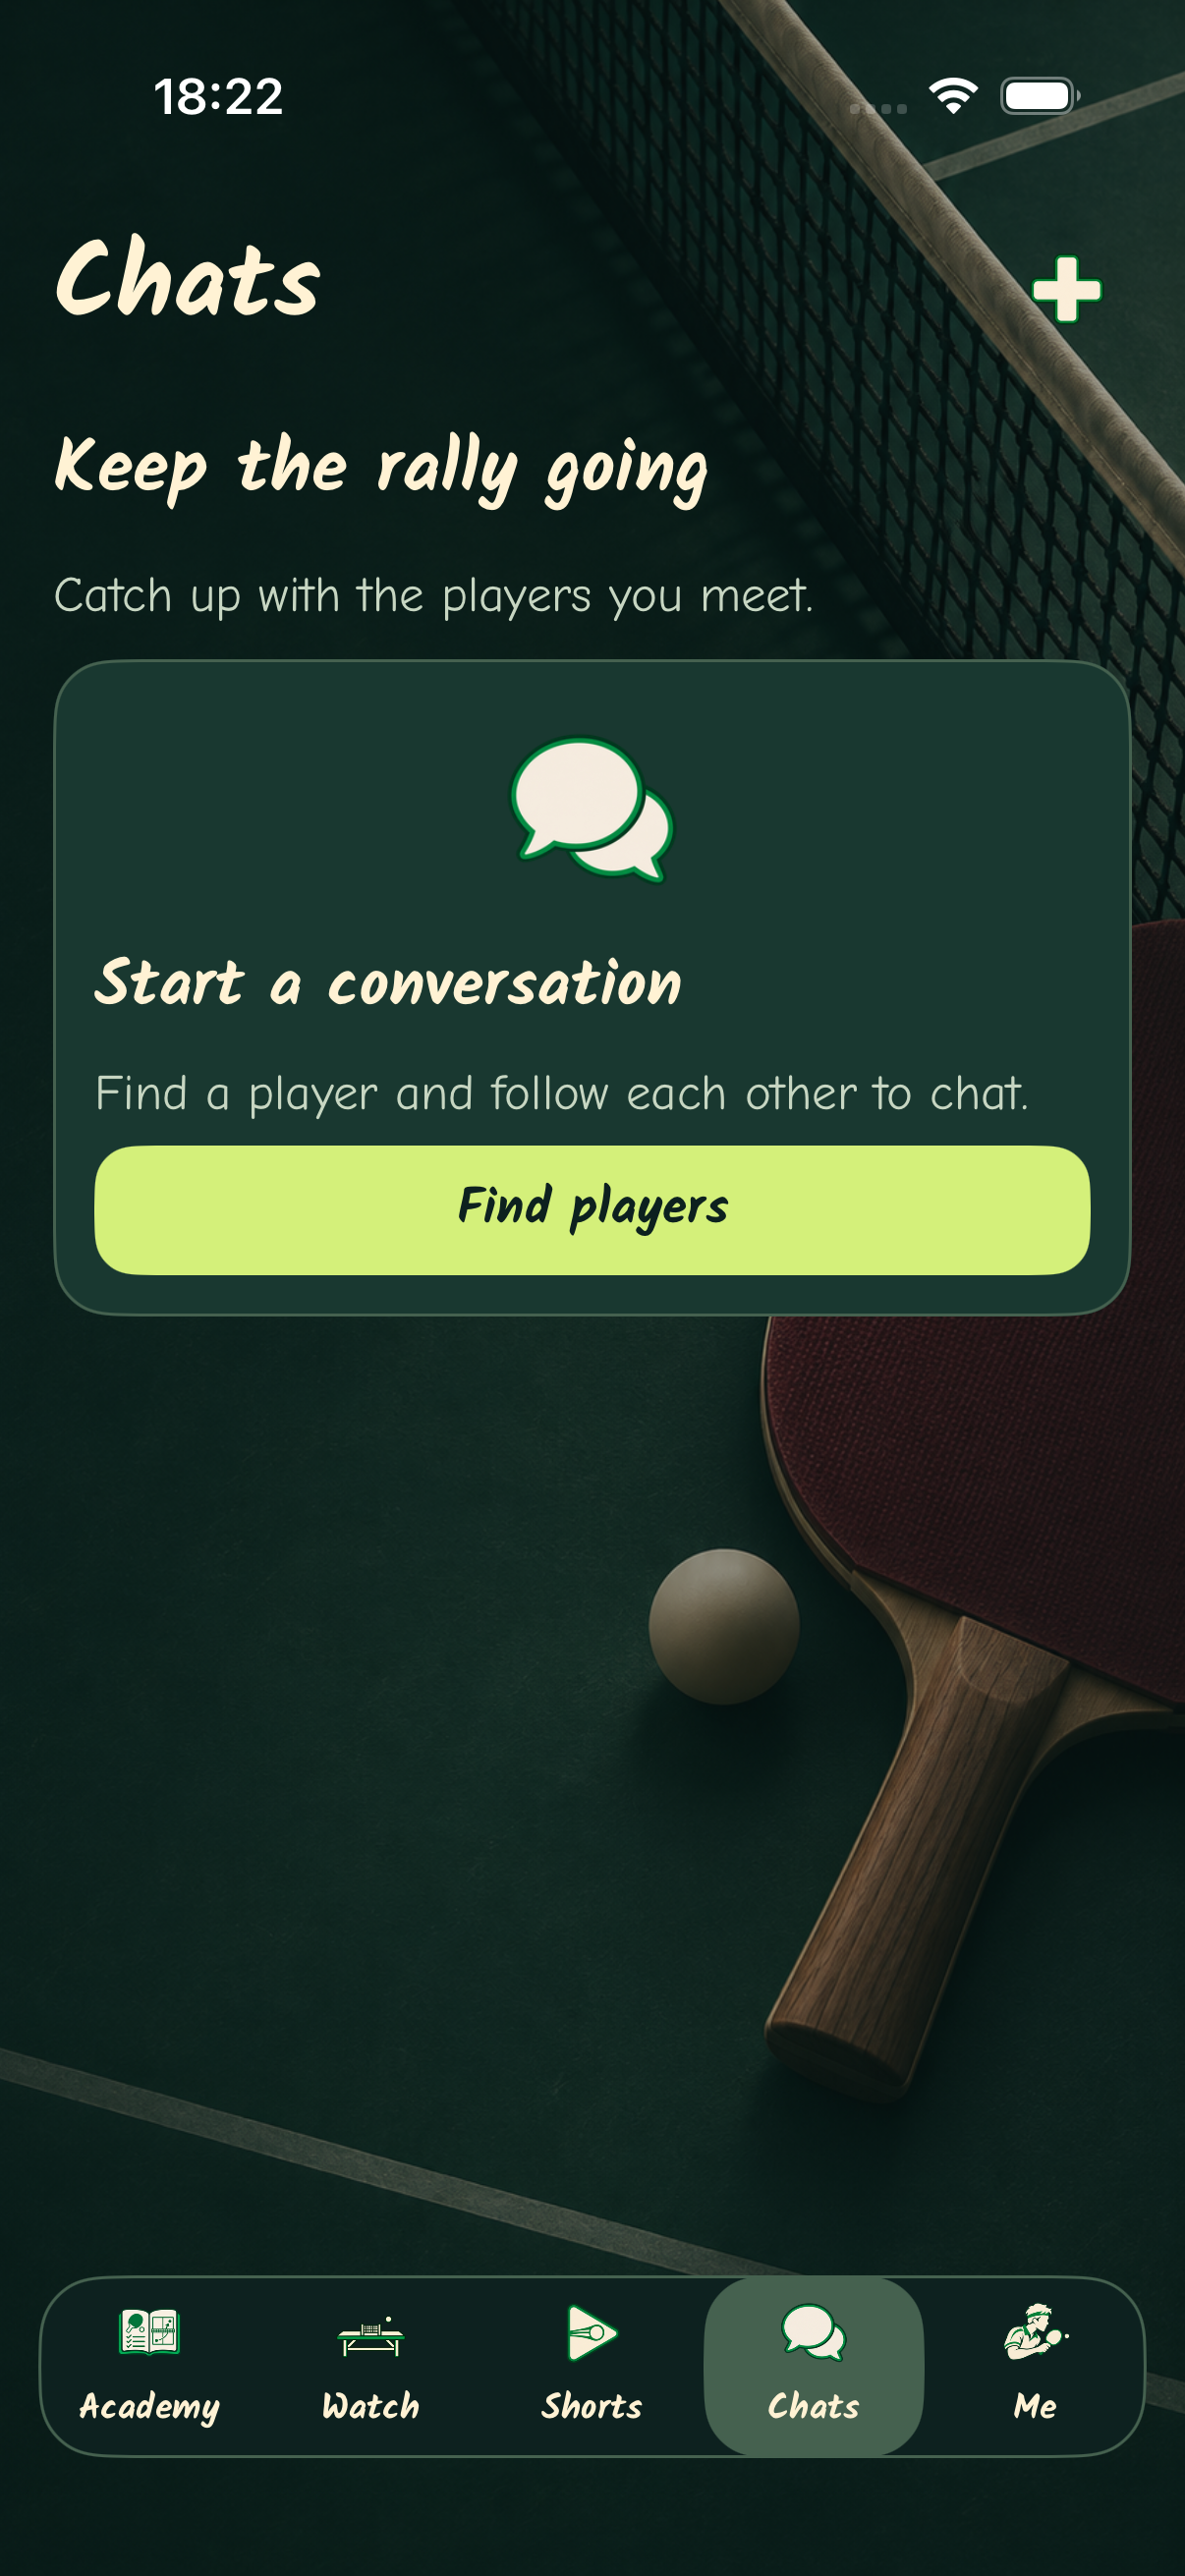 18:22
Chats
Keep the rally going
Catch up with the players you meet.
Start a conversation
Find a player and follow each other to chat.
Find players
Academy
Watch
Shorts
Chats
Me